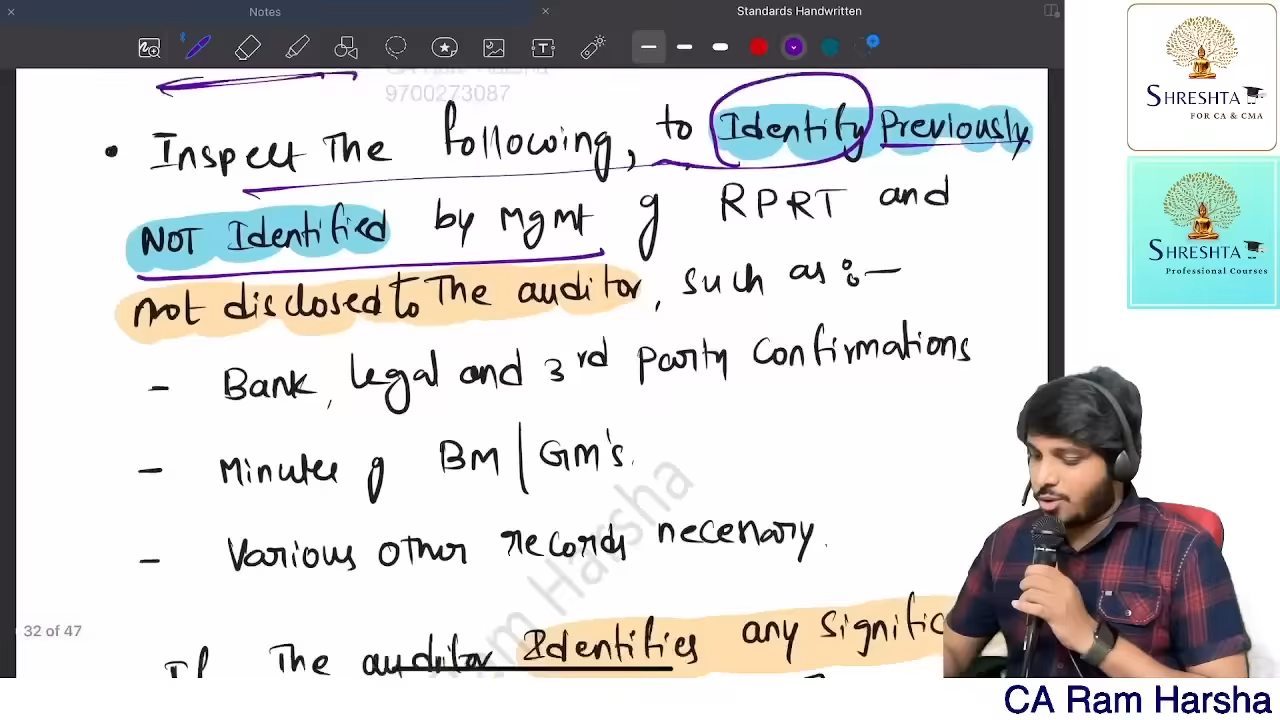 Notes
Standards Handwritten
9700273087
• Inspect The following, to Identify Previously
NOT Identified by Mgmt of RPRT and
not disclosed to The auditor, such as :-
- Bank, legal and 3rd party confirmations
- Minutes of BM | GM's.
- Various other records necessary.
Harsha
32 of 47
If The auditor Identifies any signific
SHRESHTA
FOR CA & CMA
SHRESHTA
Professional Courses
CA Ram Harsha